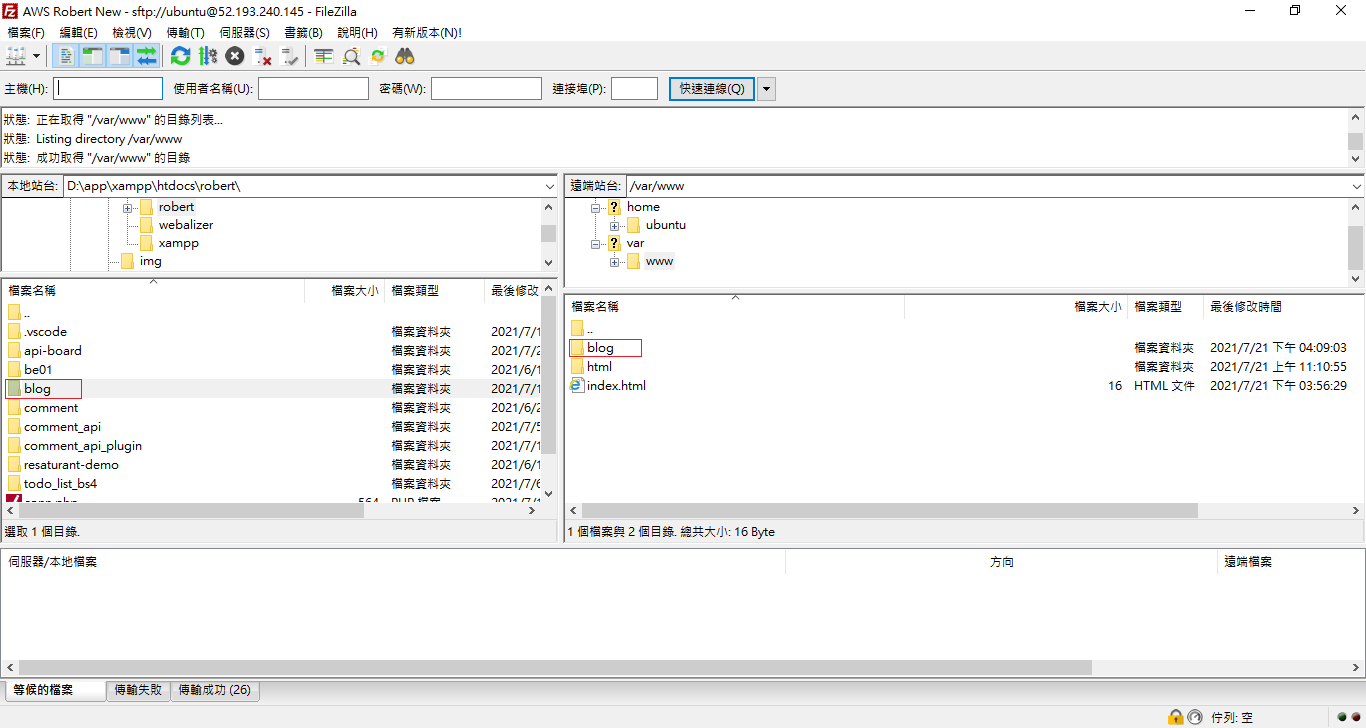 AWS Robert New - sftp://ubuntu@52.193.240.145 - FileZilla
檔案(F) 編輯(E) 檢視(V) 傳輸(T) 伺服器(S) 書籤(B) 說明(H) 有新版本(N)!
主機(H): 使用者名稱(U): 密碼(W): 連接埠(P): 快速連線(Q)
狀態: 正在取得 "/var/www" 的目錄列表...
狀態: Listing directory /var/www
狀態: 成功取得 "/var/www" 的目錄
本地站台: D:\app\xampp\htdocs\robert\
robert
webalizer
xampp
img
檔案名稱 檔案大小 檔案類型 最後修改
..
.vscode 檔案資料夾 2021/7/1
api-board 檔案資料夾 2021/7/2
be01 檔案資料夾 2021/6/1
blog 檔案資料夾 2021/7/1
comment 檔案資料夾 2021/6/2
comment_api 檔案資料夾 2021/7/5
comment_api_plugin 檔案資料夾 2021/7/1
resaturant-demo 檔案資料夾 2021/6/1
todo_list_bs4 檔案資料夾 2021/7/6
選取 1 個目錄.
遠端站台: /var/www
? home
ubuntu
? var
www
檔案名稱 檔案大小 檔案類型 最後修改時間
..
blog 檔案資料夾 2021/7/21 下午 04:09:03
html 檔案資料夾 2021/7/21 上午 11:10:55
index.html 16 HTML 文件 2021/7/21 下午 03:56:29
1 個檔案與 2 個目錄. 總共大小: 16 Byte
伺服器/本地檔案 方向 遠端檔案
等候的檔案 傳輸失敗 傳輸成功 (26)
佇列: 空